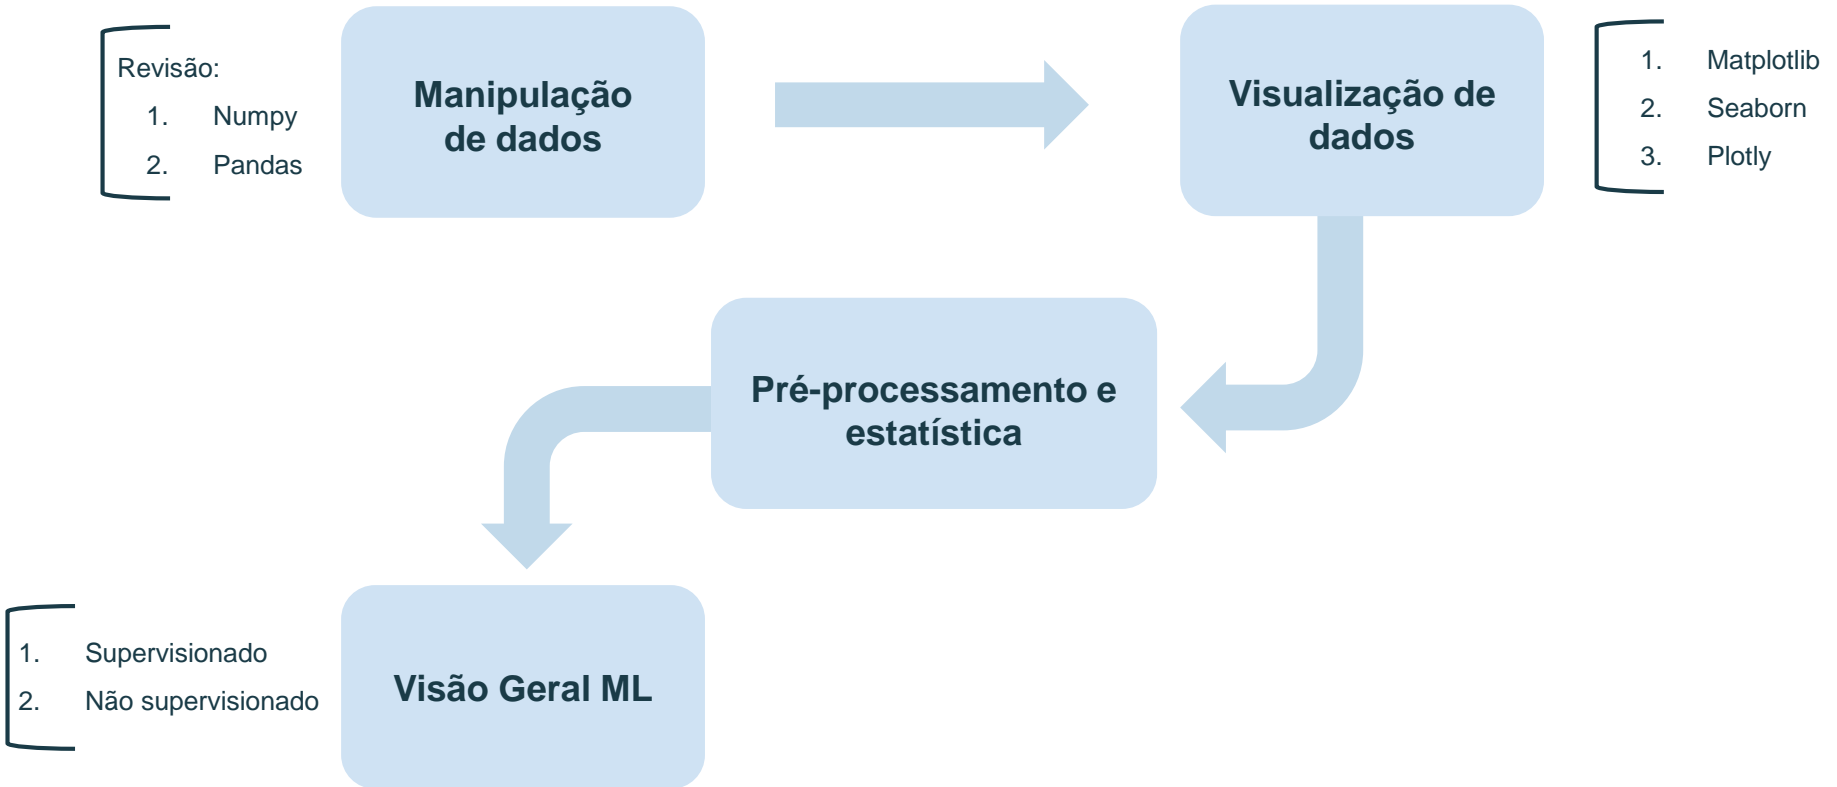 Revisão:
1. Numpy
2. Pandas
Manipulação
de dados
Visualização de
dados
1. Matplotlib
2. Seaborn
3. Plotly
Pré-processamento e
estatística
1. Supervisionado
2. Não supervisionado
Visão Geral ML